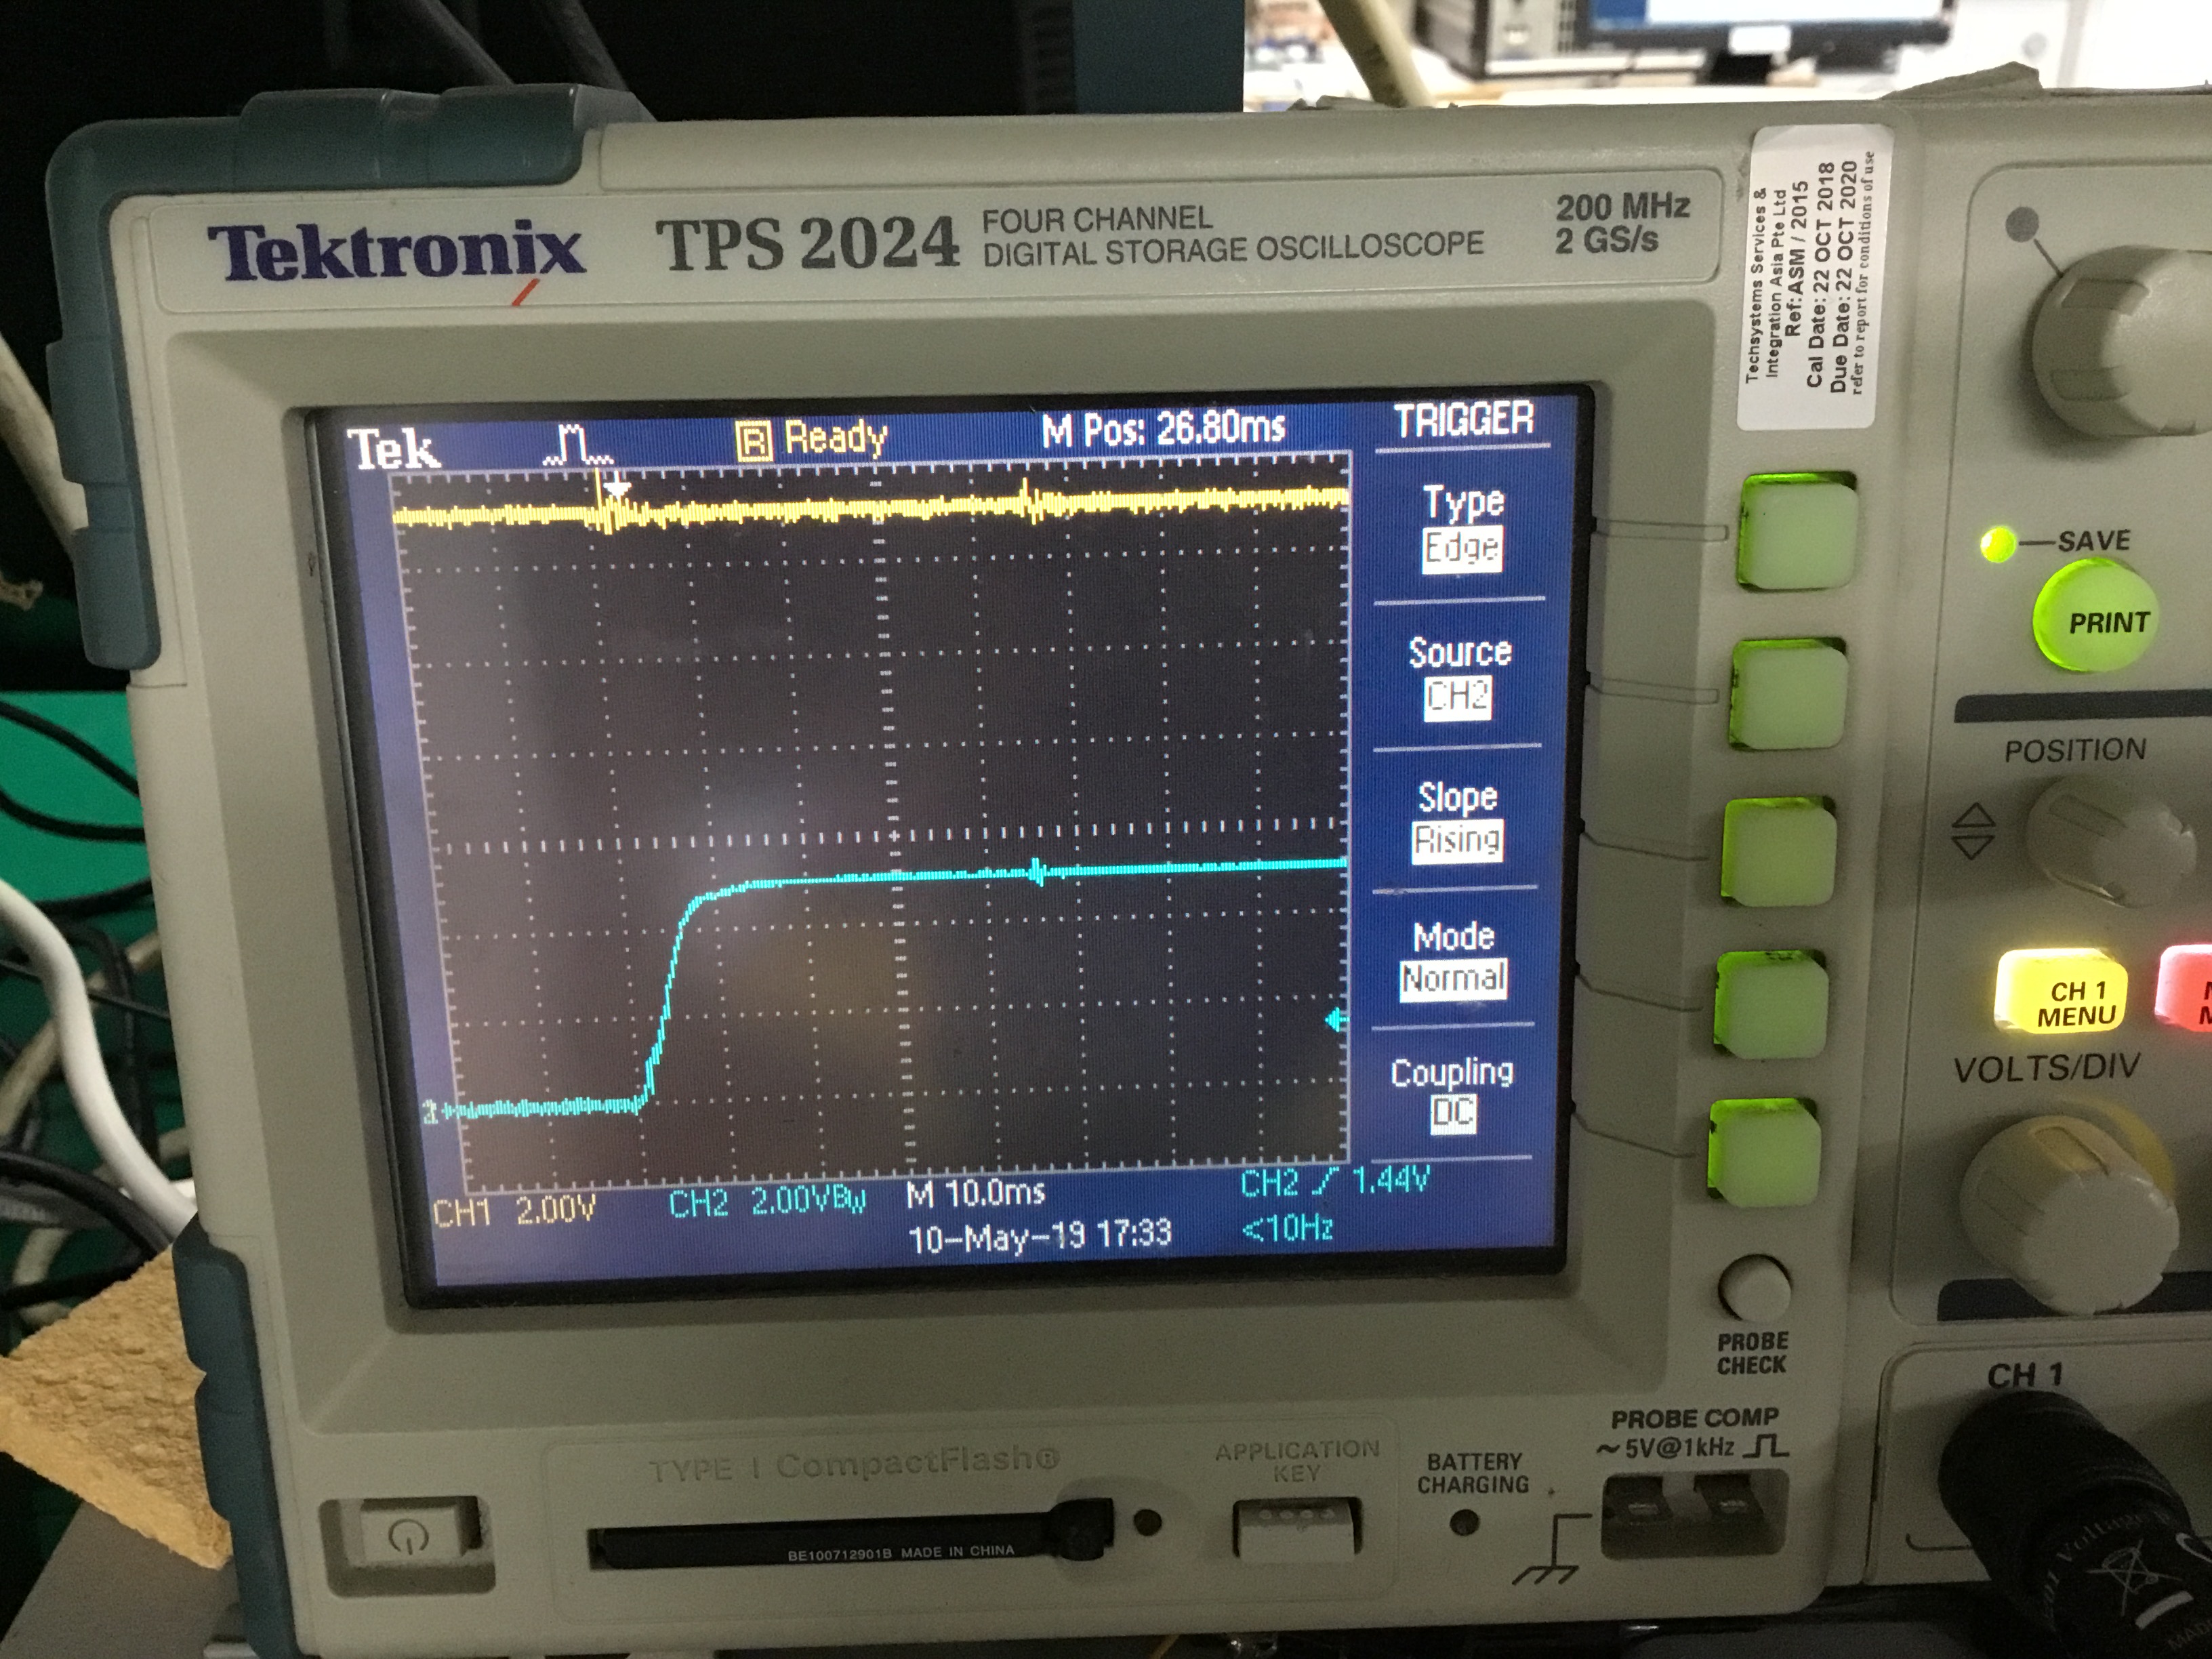 Tektronix TPS 2024 FOUR CHANNEL
DIGITAL STORAGE OSCILLOSCOPE
200 MHz
2 GS/s
Techsystems Services &
Integration Asia Pte Ltd
Ref: ASM / 2015
Cal Date: 22 OCT 2018
Due Date: 22 OCT 2020
refer to report for conditions of use
Tek R Ready M Pos: 26.80ms TRIGGER
Type
Edge
Source
CH2
Slope
Rising
Mode
Normal
Coupling
DC
2
CH1 2.00V CH2 2.00VBW M 10.0ms CH2 1.44V
10-May-19 17:33 <10Hz
SAVE
PRINT
POSITION
CH 1
MENU
VOLTS/DIV
PROBE
CHECK
CH 1
TYPE I CompactFlash®
BE100712901B MADE IN CHINA
APPLICATION
KEY
BATTERY
CHARGING
PROBE COMP
~5V@1kHz